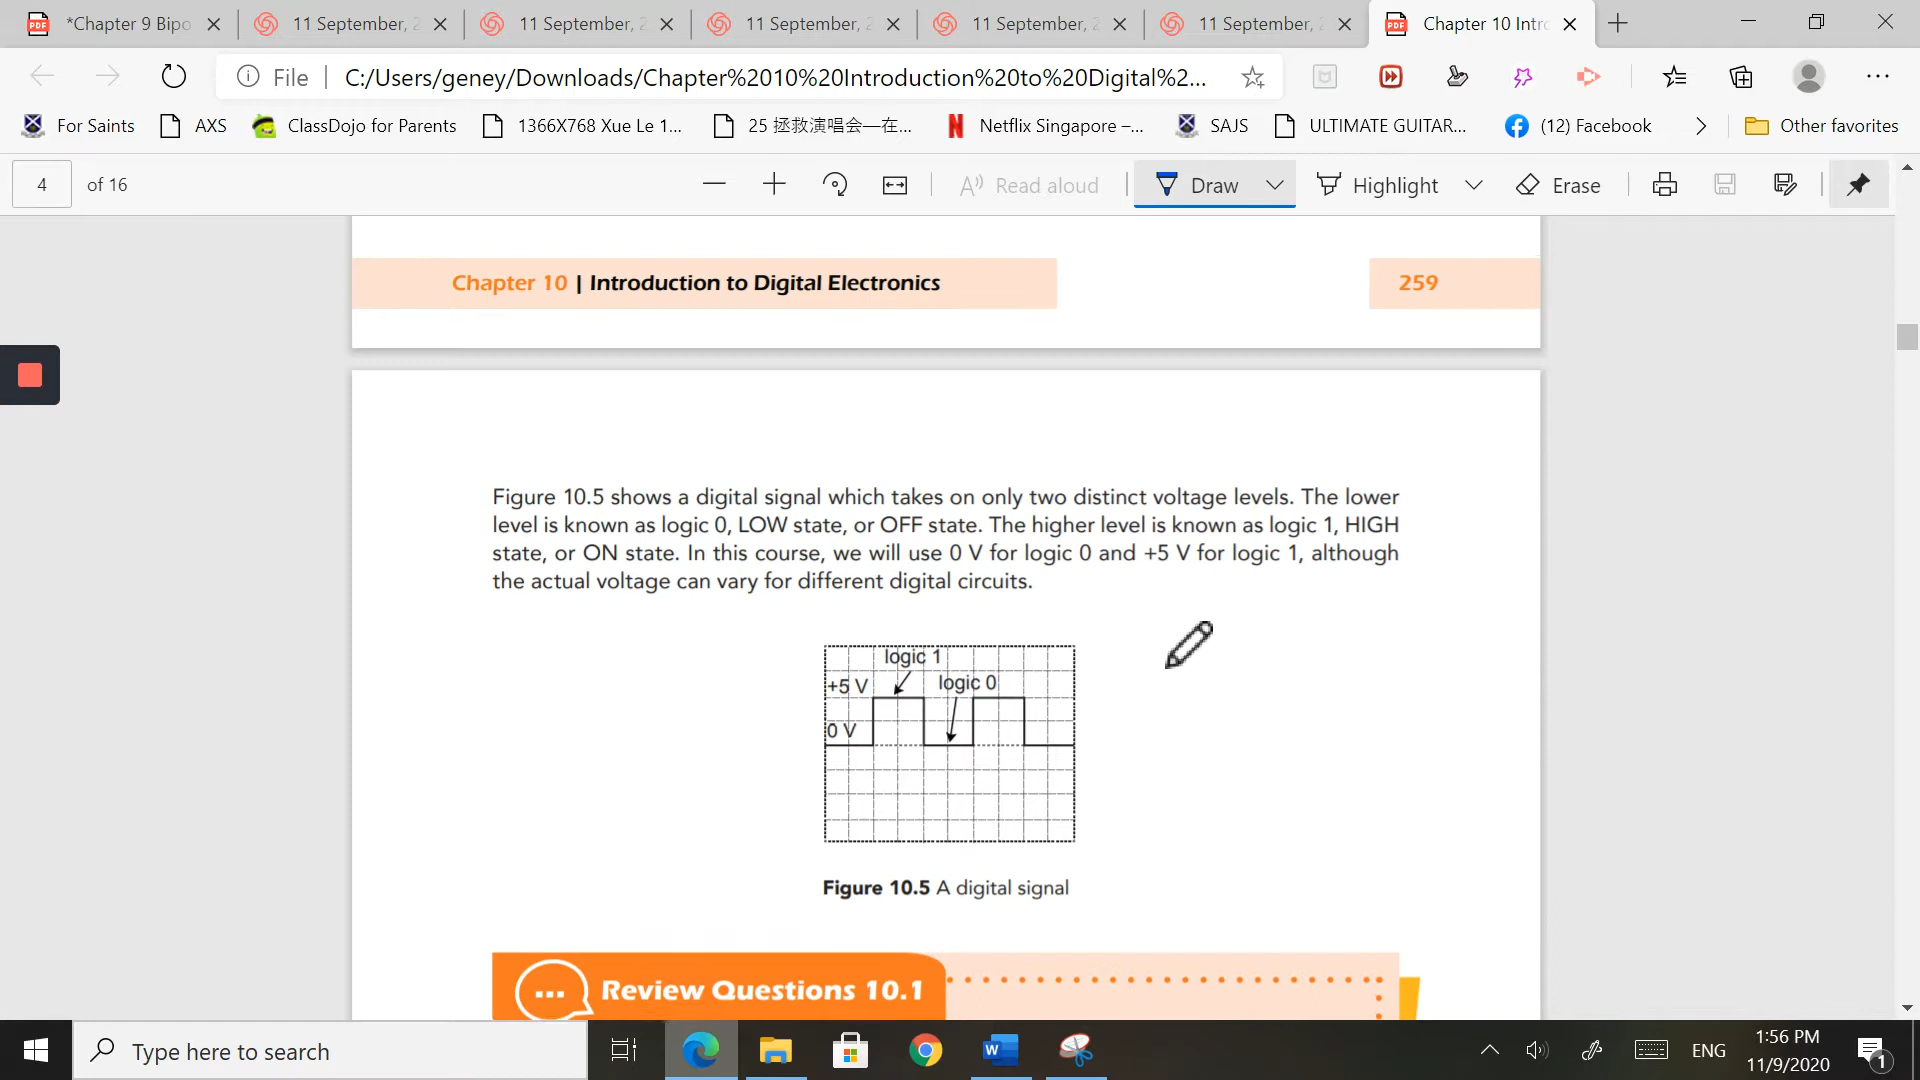 *Chapter 9 Bipo
11 September, 2
11 September, 2
11 September, 2
11 September, 2
11 September, 2
Chapter 10 Intro
File
C:/Users/geney/Downloads/Chapter%2010%20Introduction%20to%20Digital%2...
For Saints
AXS
ClassDojo for Parents
1366X768 Xue Le 1...
25 拯救演唱会—在...
Netflix Singapore –...
SAJS
ULTIMATE GUITAR...
(12) Facebook
Other favorites
4
of 16
Read aloud
Draw
Highlight
Erase
Chapter 10 | Introduction to Digital Electronics
259
Figure 10.5 shows a digital signal which takes on only two distinct voltage levels. The lower
level is known as logic 0, LOW state, or OFF state. The higher level is known as logic 1, HIGH
state, or ON state. In this course, we will use 0 V for logic 0 and +5 V for logic 1, although
the actual voltage can vary for different digital circuits.
logic 1
+5 V
logic 0
0 V
Figure 10.5 A digital signal
Review Questions 10.1
Type here to search
ENG
1:56 PM
11/9/2020
1